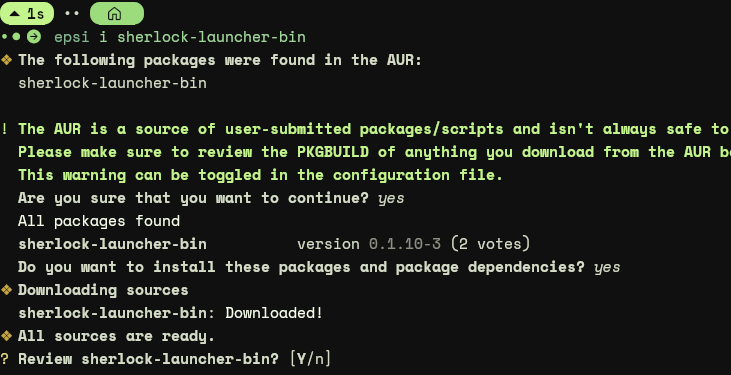 1s
epsi i sherlock-launcher-bin
The following packages were found in the AUR:
sherlock-launcher-bin
! The AUR is a source of user-submitted packages/scripts and isn't always safe to
Please make sure to review the PKGBUILD of anything you download from the AUR
This warning can be toggled in the configuration file.
Are you sure that you want to continue? yes
All packages found
sherlock-launcher-bin version 0.1.10-3 (2 votes)
Do you want to install these packages and package dependencies? yes
Downloading sources
sherlock-launcher-bin: Downloaded!
All sources are ready.
? Review sherlock-launcher-bin? [Y/n]